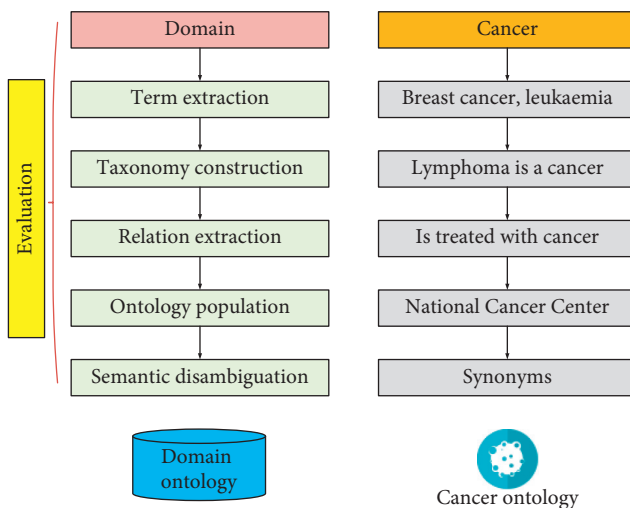 Evaluation
Domain
Term extraction
Taxonomy construction
Relation extraction
Ontology population
Semantic disambiguation
Domain
ontology
Cancer
Breast cancer, leukaemia
Lymphoma is a cancer
Is treated with cancer
National Cancer Center
Synonyms
Cancer ontology